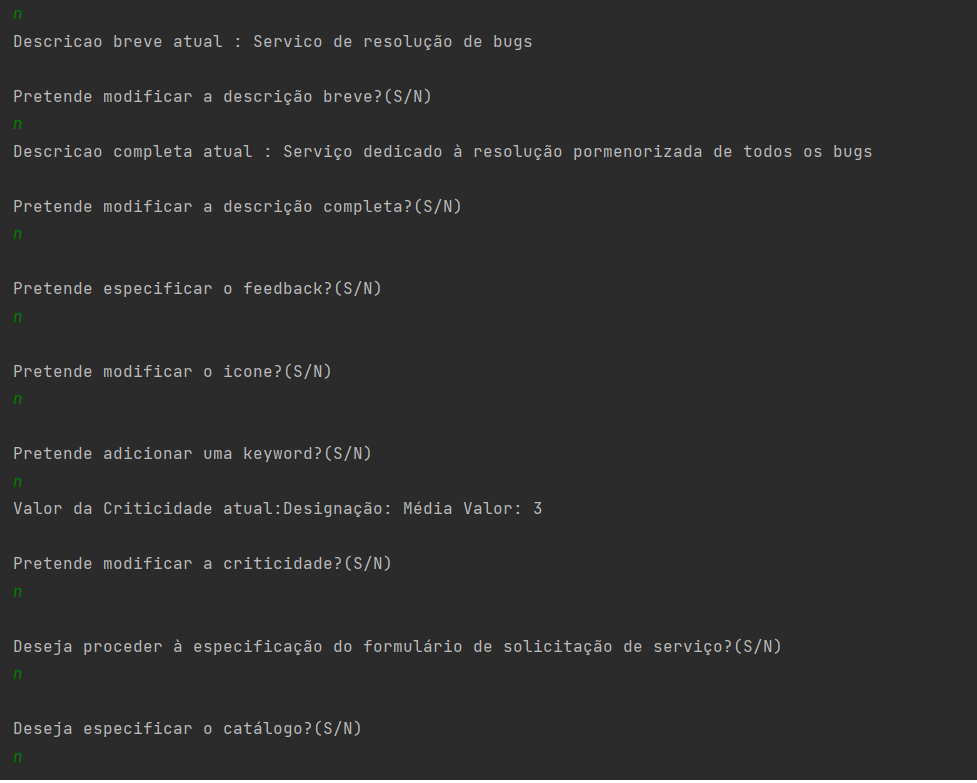 n
Descricao breve atual : Servico de resolução de bugs
Pretende modificar a descrição breve?(S/N)
n
Descricao completa atual : Serviço dedicado à resolução pormenorizada de todos os bugs
Pretende modificar a descrição completa?(S/N)
n
Pretende especificar o feedback?(S/N)
n
Pretende modificar o icone?(S/N)
n
Pretende adicionar uma keyword?(S/N)
n
Valor da Criticidade atual:Designação: Média Valor: 3
Pretende modificar a criticidade?(S/N)
n
Deseja proceder à especificação do formulário de solicitação de serviço?(S/N)
n
Deseja especificar o catálogo?(S/N)
n